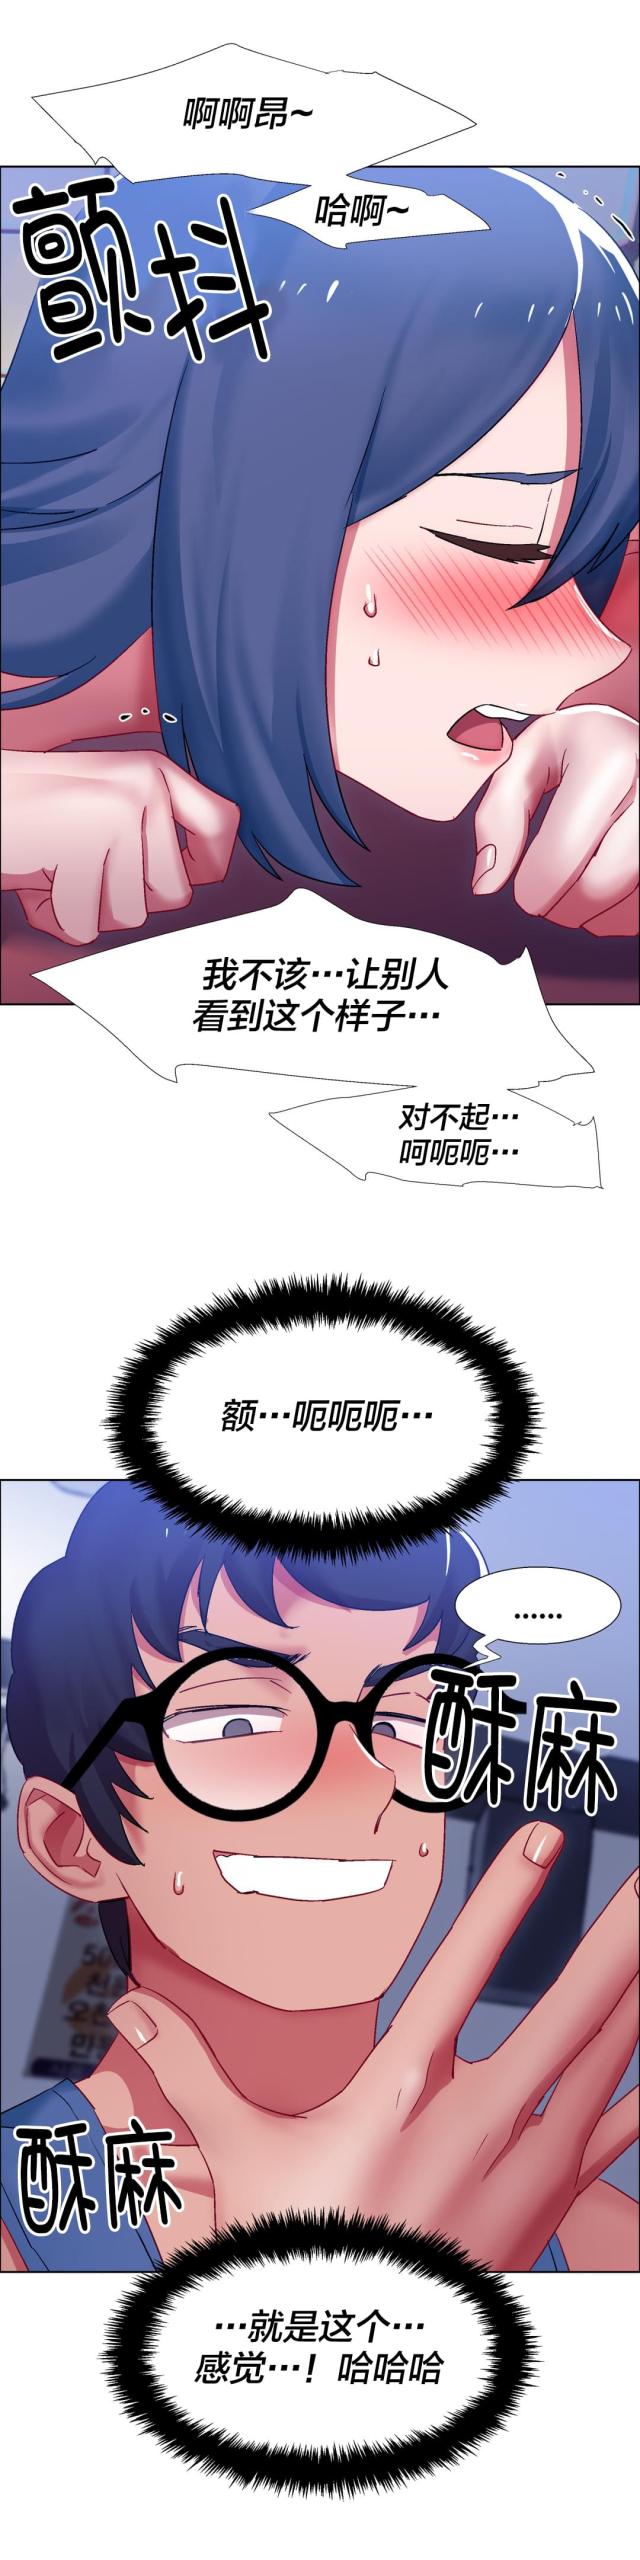 啊啊昂~
哈啊~
颤抖
我不该…让别人
看到这个样子…
对不起…
呵呃呃…
额…呃呃呃…
……
酥麻
酥麻
…就是这个…
感觉…！哈哈哈